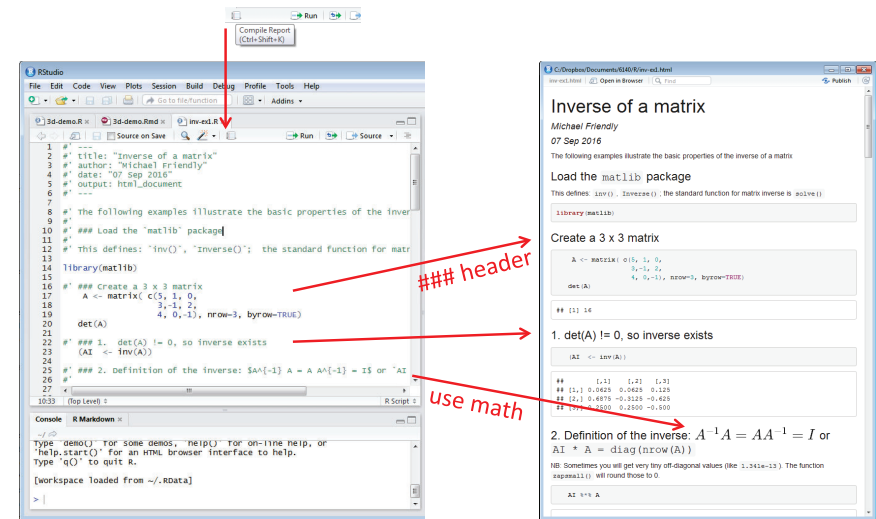 Run
Compile Report
(Ctrl+Shift+K)
RStudio
File Edit Code View Plots Session Build Debug Profile Tools Help
Go to file/function Addins
3d-demo.R × 3d-demo.Rmd × inv-ex1.R
Source on Save Run Source
1 #' ---
2 #' title: "Inverse of a matrix"
3 #' author: "Michael Friendly"
4 #' date: "07 Sep 2016"
5 #' output: html_document
6 #' ---
7
8 #' The following examples illustrate the basic properties of the inver
9 #'
10 #' ### Load the `matlib` package
11 #'
12 #' This defines: `inv()`, `Inverse()`; the standard function for matr
13
14 library(matlib)
15
16 #' ### Create a 3 x 3 matrix
17 A <- matrix( c(5, 1, 0,
18 3,-1, 2,
19 4, 0,-1), nrow=3, byrow=TRUE)
20 det(A)
21
22 #' ### 1. det(A) != 0, so inverse exists
23 (AI <- inv(A))
24
25 #' ### 2. Definition of the inverse: $A^{-1} A = A A^{-1} = I$ or `AI
26 #'
27
10:33 (Top Level) R Script
Console R Markdown ×
~/
Type 'demo()' for some demos, 'help()' for on-line help, or
'help.start()' for an HTML browser interface to help.
Type 'q()' to quit R.
[Workspace loaded from ~/.RData]
>
### header
use math
C:/Dropbox/Documents/6140/R/inv-ex1.html
inv-ex1.html Open in Browser Find Publish
Inverse of a matrix
Michael Friendly
07 Sep 2016
The following examples illustrate the basic properties of the inverse of a matrix
Load the matlib package
This defines: inv(), Inverse(); the standard function for matrix inverse is solve()
library(matlib)
Create a 3 x 3 matrix
A <- matrix( c(5, 1, 0,
3,-1, 2,
4, 0,-1), nrow=3, byrow=TRUE)
det(A)
## [1] 16
1. det(A) != 0, so inverse exists
(AI <- inv(A))
## [,1] [,2] [,3]
## [1,] 0.0625 0.0625 0.125
## [2,] 0.6875 -0.3125 -0.625
## [3,] 0.2500 0.2500 -0.500
2. Definition of the inverse: A⁻¹A = AA⁻¹ = I or
AI * A = diag(nrow(A))
NB: Sometimes you will get very tiny off-diagonal values (like 1.341e-13). The function
zapsmall() will round those to 0.
AI %*% A